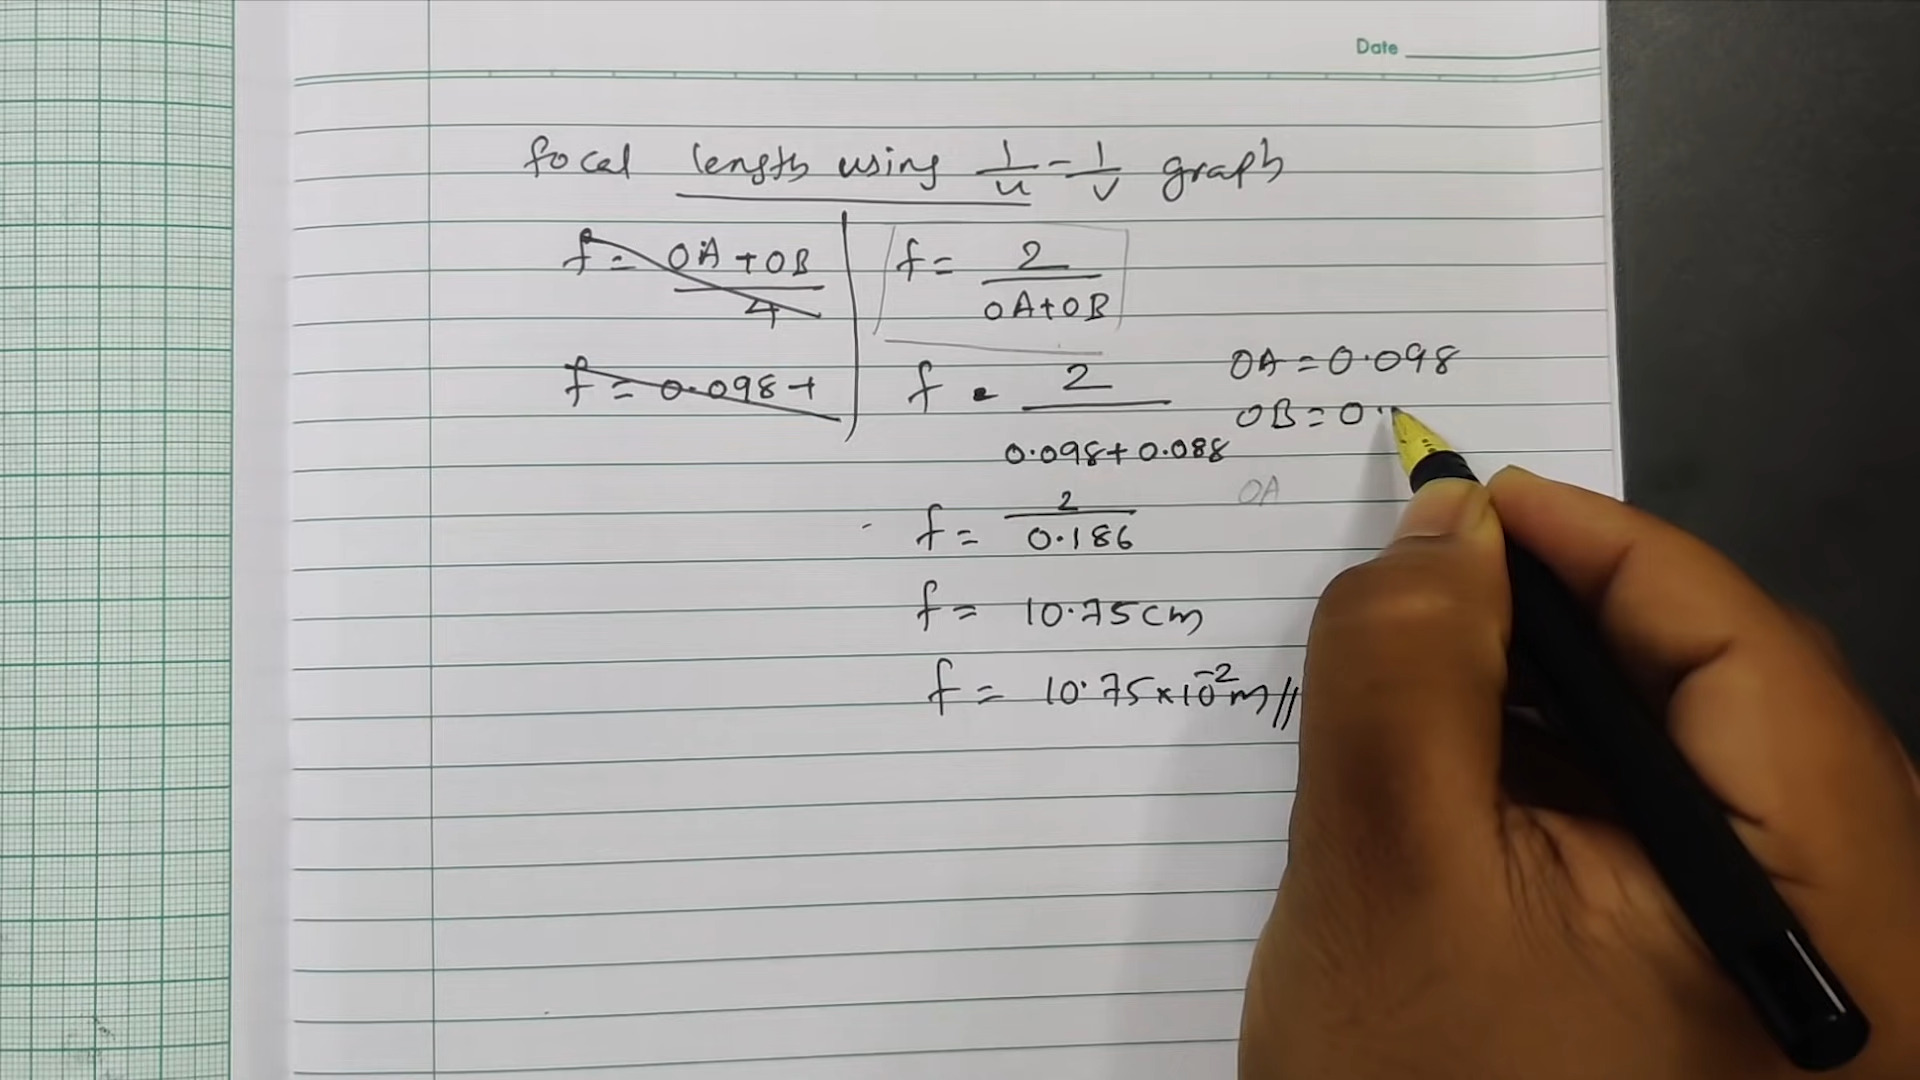 Date
focal length using 1/u - 1/v graph
f = OA + OB / 4
f = 0.098 +
f = 2 / OA + OB
f = 2 / 0.098 + 0.088
OA = 0.098
OB = 0.
OA
f = 2 / 0.186
f = 10.75 cm
f = 10.75 × 10⁻² m //